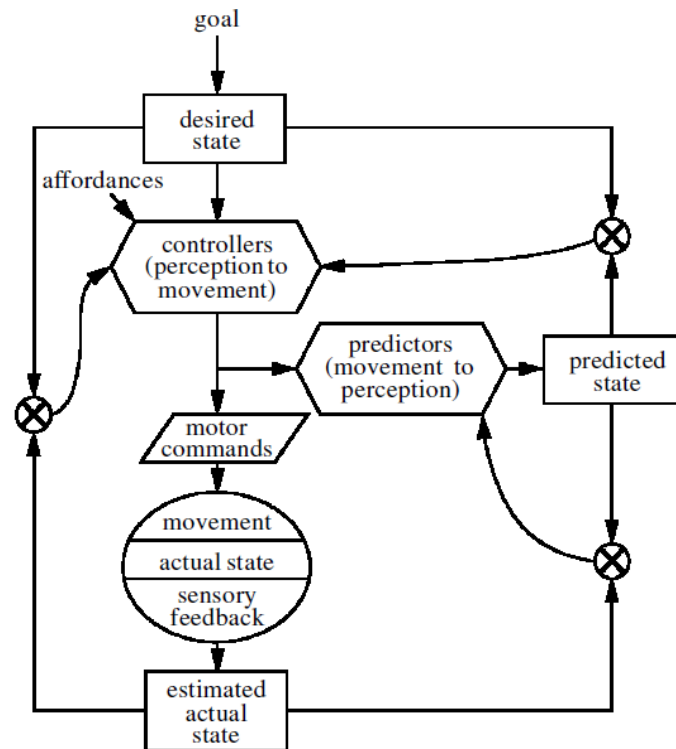 goal
desired
state
affordances
controllers
(perception to
movement)
predictors
(movement to
perception)
predicted
state
motor
commands
movement
actual state
sensory
feedback
estimated
actual
state